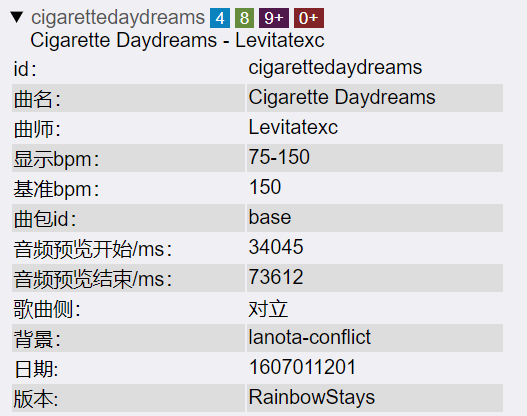 ▼ cigarettedaydreams 4 8 9+ 0+
Cigarette Daydreams - Levitatexc
id： cigarettedaydreams
曲名： Cigarette Daydreams
曲师： Levitatexc
显示bpm： 75-150
基准bpm： 150
曲包id： base
音频预览开始/ms： 34045
音频预览结束/ms： 73612
歌曲侧： 对立
背景： lanota-conflict
日期： 1607011201
版本： RainbowStays